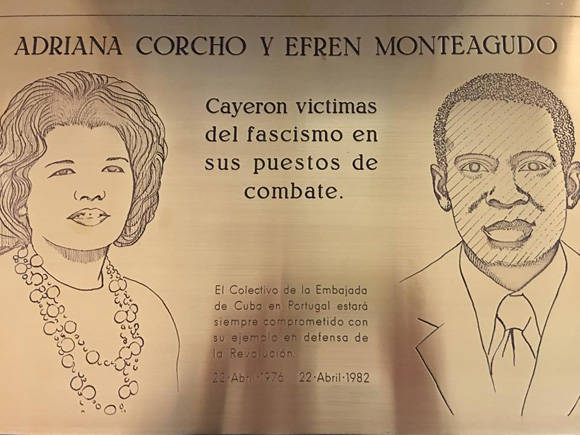 ADRIANA CORCHO Y EFREN MONTEAGUDO
Cayeron victimas
del fascismo en
sus puestos de
combate.
El Colectivo de la Embajada
de Cuba en Portugal estará
siempre comprometido con
su ejemplo en defensa de
la Revolución.
22·Abril·1976 22·Abril·1982